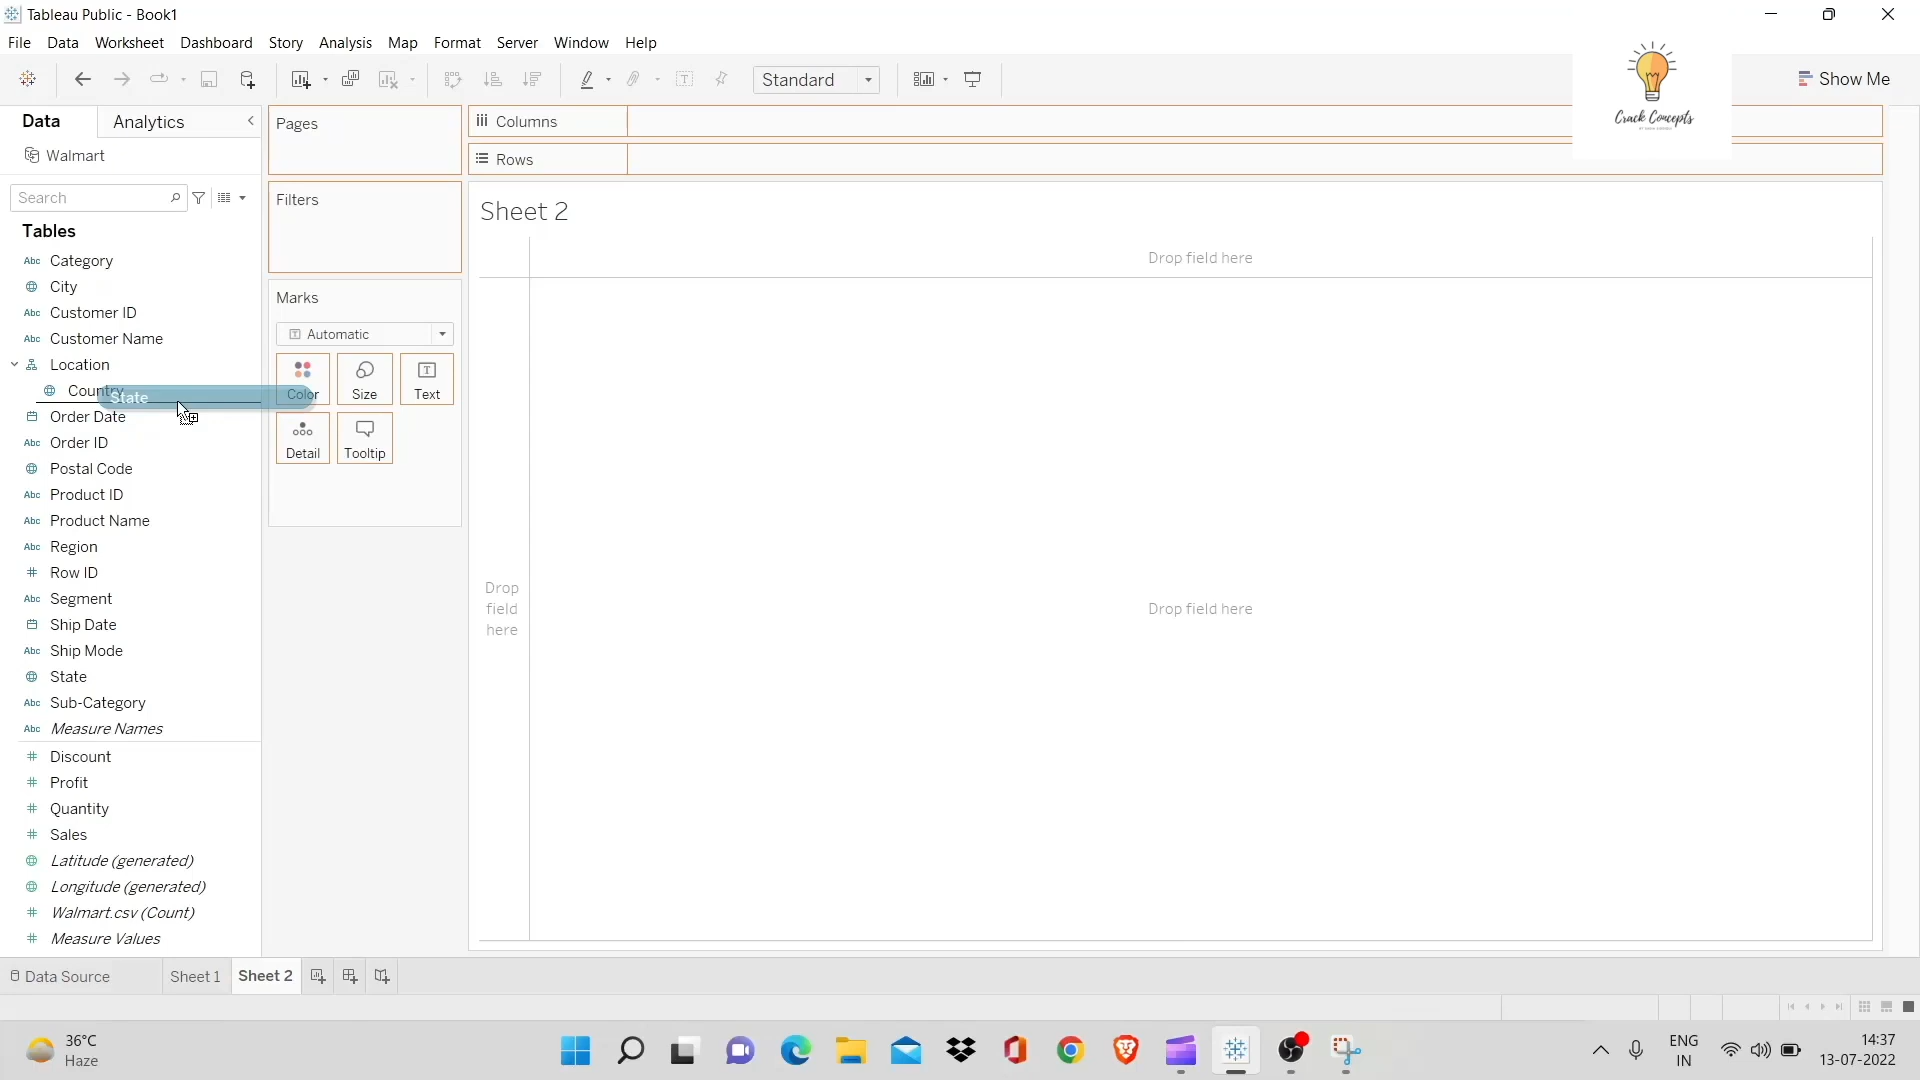 Tableau Public - Book1
File Data Worksheet Dashboard Story Analysis Map Format Server Window Help
Standard
Show Me
Crack Concepts
Data Analytics
Walmart
Search
Tables
Category
City
Customer ID
Customer Name
Location
Country
State
Order Date
Order ID
Postal Code
Product ID
Product Name
Region
Row ID
Segment
Ship Date
Ship Mode
State
Sub-Category
Measure Names
Discount
Profit
Quantity
Sales
Latitude (generated)
Longitude (generated)
Walmart.csv (Count)
Measure Values
Pages
Filters
Marks
Automatic
Color Size Text
Detail Tooltip
Columns
Rows
Sheet 2
Drop field here
Drop
field
here
Drop field here
Data Source Sheet 1 Sheet 2
36°C
Haze
ENG
IN
14:37
13-07-2022